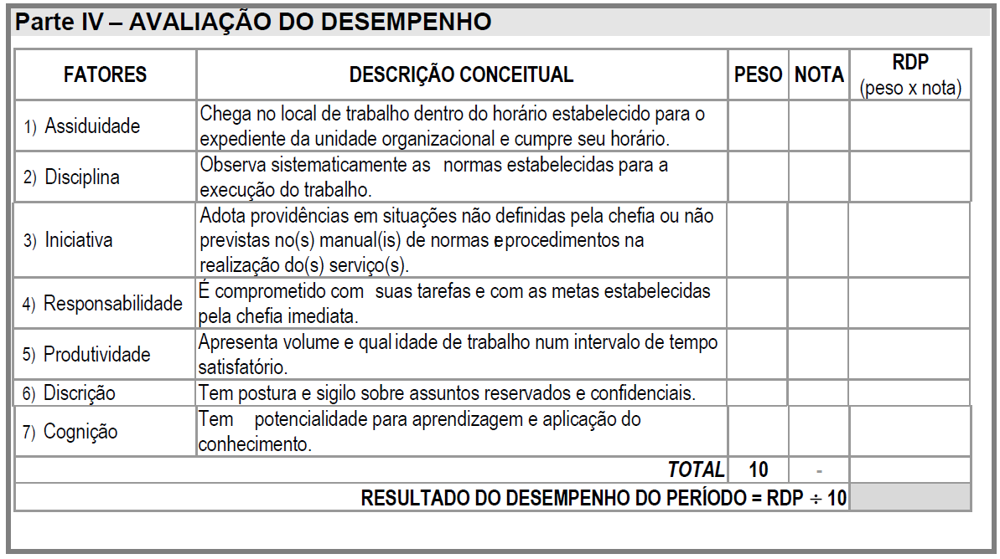 Parte IV – AVALIAÇÃO DO DESEMPENHO
FATORES
DESCRIÇÃO CONCEITUAL
PESO
NOTA
RDP
(peso x nota)
1) Assiduidade
Chega no local de trabalho dentro do horário estabelecido para o
expediente da unidade organizacional e cumpre seu horário.
2) Disciplina
Observa sistematicamente as normas estabelecidas para a
execução do trabalho.
3) Iniciativa
Adota providências em situações não definidas pela chefia ou não
previstas no(s) manual(is) de normas e procedimentos na
realização do(s) serviço(s).
4) Responsabilidade
É comprometido com suas tarefas e com as metas estabelecidas
pela chefia imediata.
5) Produtividade
Apresenta volume e qualidade de trabalho num intervalo de tempo
satisfatório.
6) Discrição
Tem postura e sigilo sobre assuntos reservados e confidenciais.
7) Cognição
Tem potencialidade para aprendizagem e aplicação do
conhecimento.
TOTAL 10 -
RESULTADO DO DESEMPENHO DO PERÍODO = RDP ÷ 10